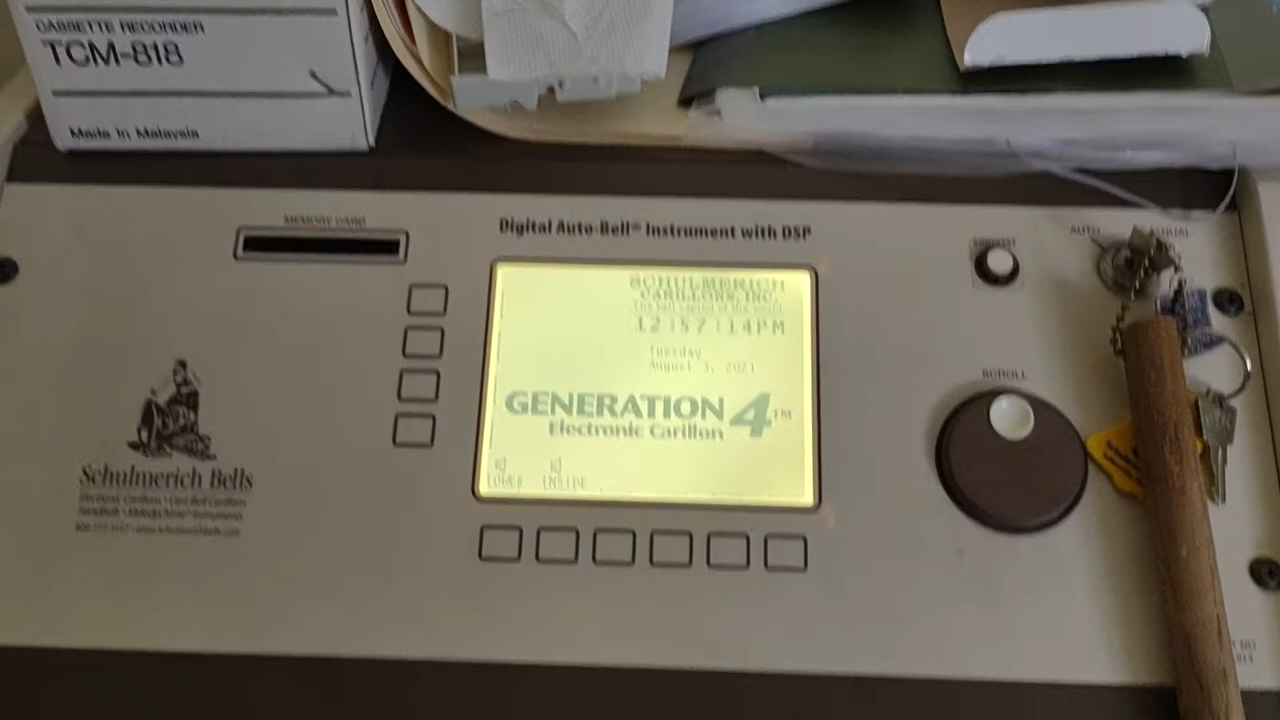 CASSETTE RECORDER
TCM-818
Made in Malaysia
MEMORY CARD
Digital Auto-Bell® Instrument with DSP
SCHULMERICH
CARILLONS, INC.
12:57:14PM
Tuesday
August 3, 2021
GENERATION 4™
Electronic Carillon
LOWER INSIDE
AUTO
SCROLL
Schulmerich Bells